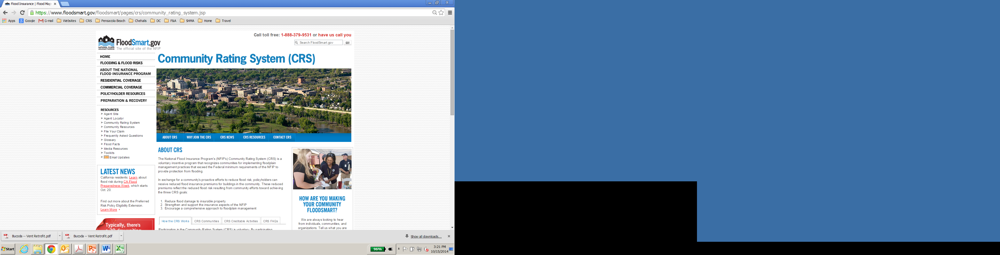 Flood Insurance | Flood Map
https://www.floodsmart.gov/floodsmart/pages/crs/community_rating_system.jsp
Apps Google G-mail Websites CRS Pensacola Beach Chehalis DC F&A SHMA Home Travel
Call toll free: 1-888-379-9531 or have us call you
Search FloodSmart.gov GO!
NATIONAL FLOOD
INSURANCE PROGRAM
FloodSmart.gov
The official site of the NFIP
HOME
FLOODING & FLOOD RISKS
ABOUT THE NATIONAL
FLOOD INSURANCE PROGRAM
RESIDENTIAL COVERAGE
COMMERCIAL COVERAGE
POLICYHOLDER RESOURCES
PREPARATION & RECOVERY
RESOURCES
> Agent Site
> Agent Locator
> Community Rating System
> Community Resources
> File Your Claim
> Frequently Asked Questions
> Glossary
> Flood Facts
> Media Resources
> Toolkits
> Email Updates
LATEST NEWS
California residents: Learn about
flood risk during CA Flood
Preparedness Week, which starts
Oct. 20.
Find out more about the Preferred
Risk Policy Eligibility Extension.
Learn More
Typically, there's
a 30-day waiting
Community Rating System (CRS)
ABOUT CRS WHY JOIN THE CRS CRS NEWS CRS RESOURCES CONTACT CRS
ABOUT CRS
The National Flood Insurance Program's (NFIP's) Community Rating System (CRS) is a
voluntary incentive program that recognizes communities for implementing floodplain
management practices that exceed the Federal minimum requirements of the NFIP to
provide protection from flooding.
In exchange for a community's proactive efforts to reduce flood risk, policyholders can
receive reduced flood insurance premiums for buildings in the community. These reduced
premiums reflect the reduced flood risk resulting from community efforts toward achieving
the three CRS goals:
1. Reduce flood damage to insurable property
2. Strengthen and support the insurance aspects of the NFIP
3. Encourage a comprehensive approach to floodplain management
How the CRS Works CRS Communities CRS Creditable Activities CRS FAQs
Participation in the Community Rating System (CRS) is voluntary. By participating,
HOW ARE YOU MAKING
YOUR COMMUNITY
FLOODSMART?
We are always looking to hear
from individuals, communities, and
organizations. Tell us what you are
Bucoda -- Vent Retrofit.pdf Bucoda -- Vent Retrofit.pdf Show all downloads...
Start 96% 3:21 PM
10/15/2014